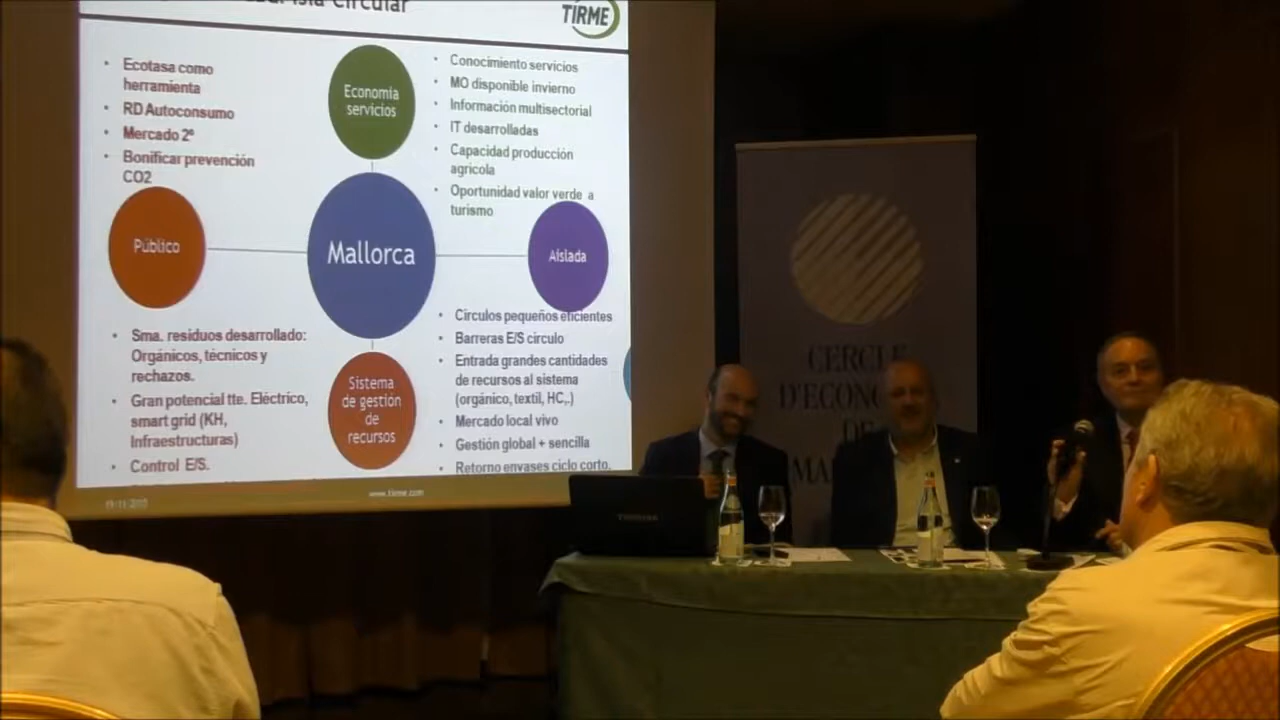 Isla Circular
TIRME
Ecotasa como
herramienta
RD Autoconsumo
Mercado 2º
Bonificar prevención
CO2
Economía
servicios
Conocimiento servicios
MO disponible invierno
Información multisectorial
IT desarrolladas
Capacidad producción
agrícola
Oportunidad valor verde a
turismo
Público
Mallorca
Aislada
Sma. residuos desarrollado:
Orgánicos, técnicos y
rechazos.
Gran potencial tte. Eléctrico,
smart grid (KH,
Infraestructuras)
Control E/S.
Sistema
de gestión
de
recursos
Círculos pequeños eficientes
Barreras E/S circulo
Entrada grandes cantidades
de recursos al sistema
(orgánico, textil, HC,.)
Mercado local vivo
Gestión global + sencilla
Retorno envases ciclo corto.
www.tirme.com
CERCLE
D'ECONO
DE
MA
TOSHIBA